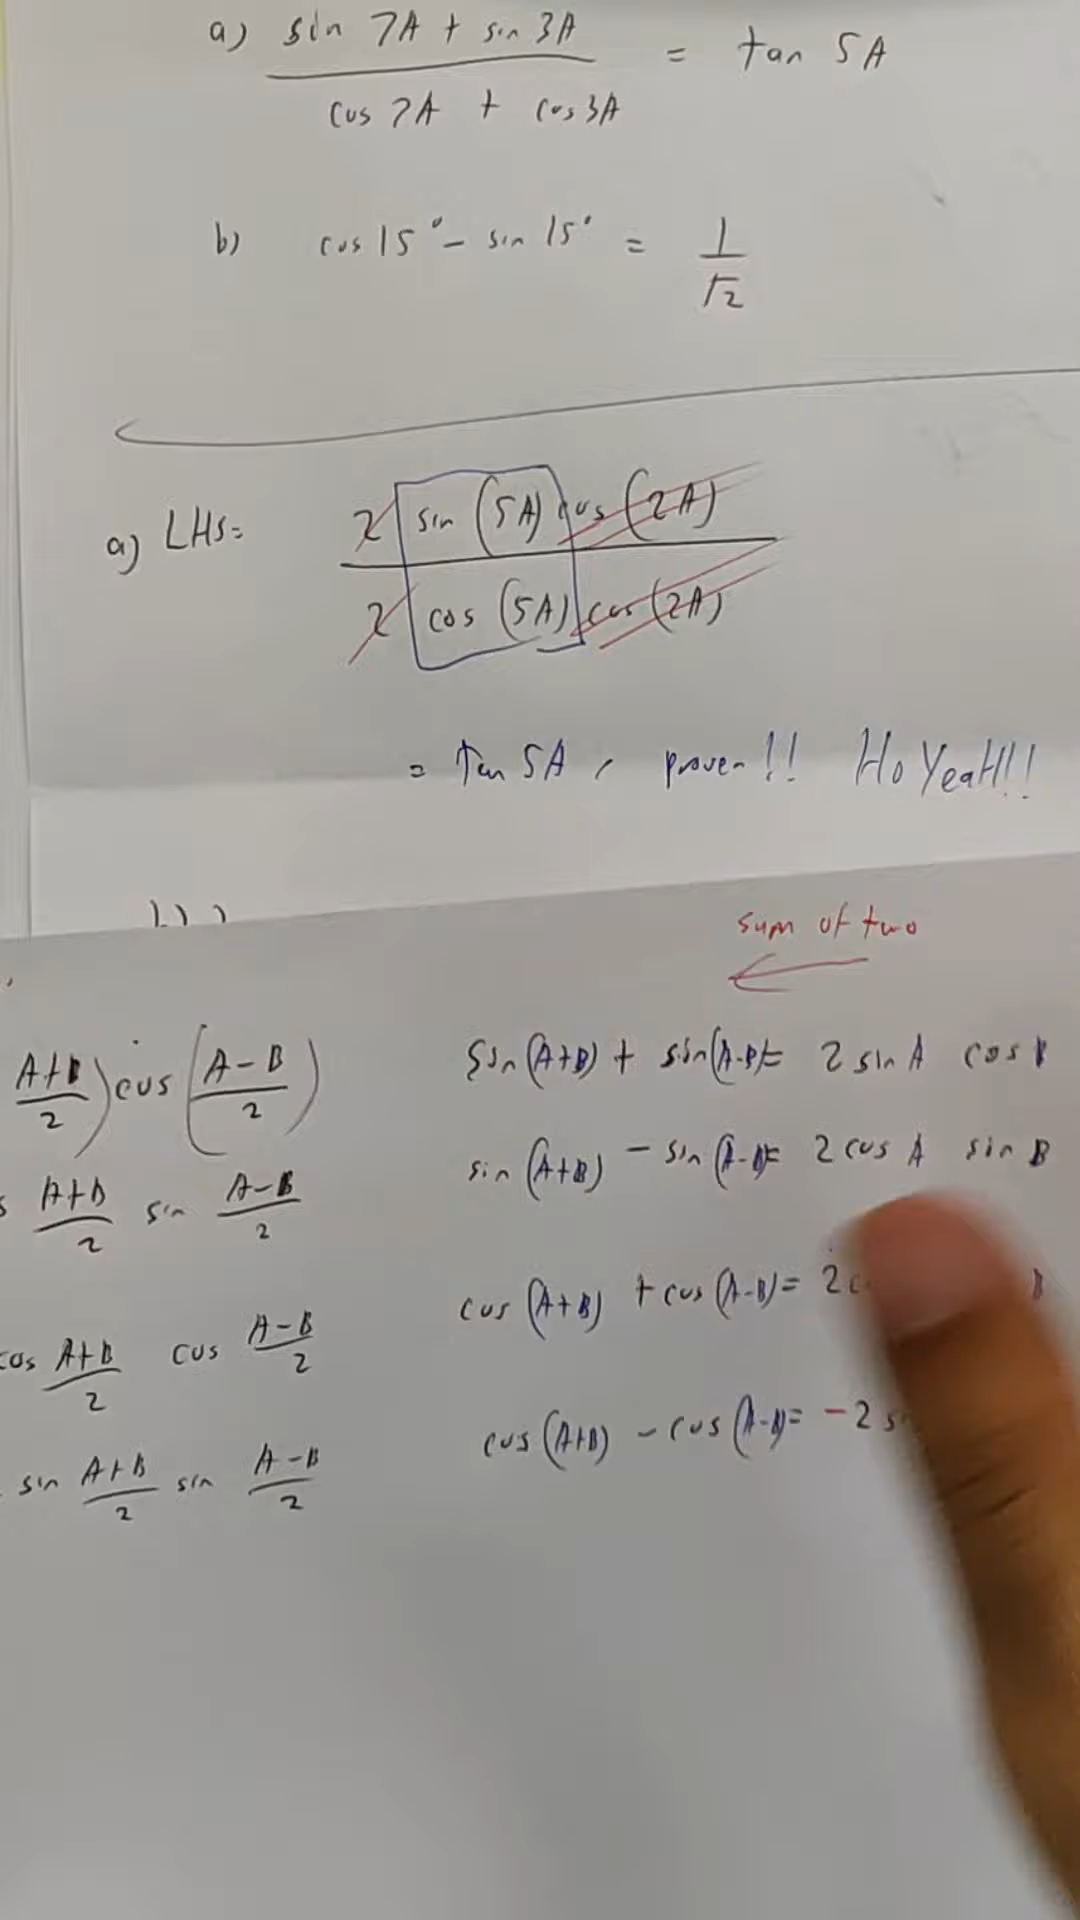 a) sin 7A + sin 3A
cos 7A + cos 3A
= tan 5A
b) cos 15° - sin 15° = 1
√2
a) LHS= 2 sin (5A) cos (2A)
2 cos (5A) cos (2A)
= tan 5A, proven!! Ho YeaH!!
sum of two
A+B) cos (A-B)
2 2
A+B sin A-B
2 2
cos A+B cos A-B
2 2
sin A+B sin A-B
2 2
sin (A+B) + sin(A-B)= 2 sin A cos B
sin (A+B) - sin (A-B)= 2 cos A sin B
cos (A+B) + cos (A-B)= 2 B
cos (A+B) - cos (A-B)= -2